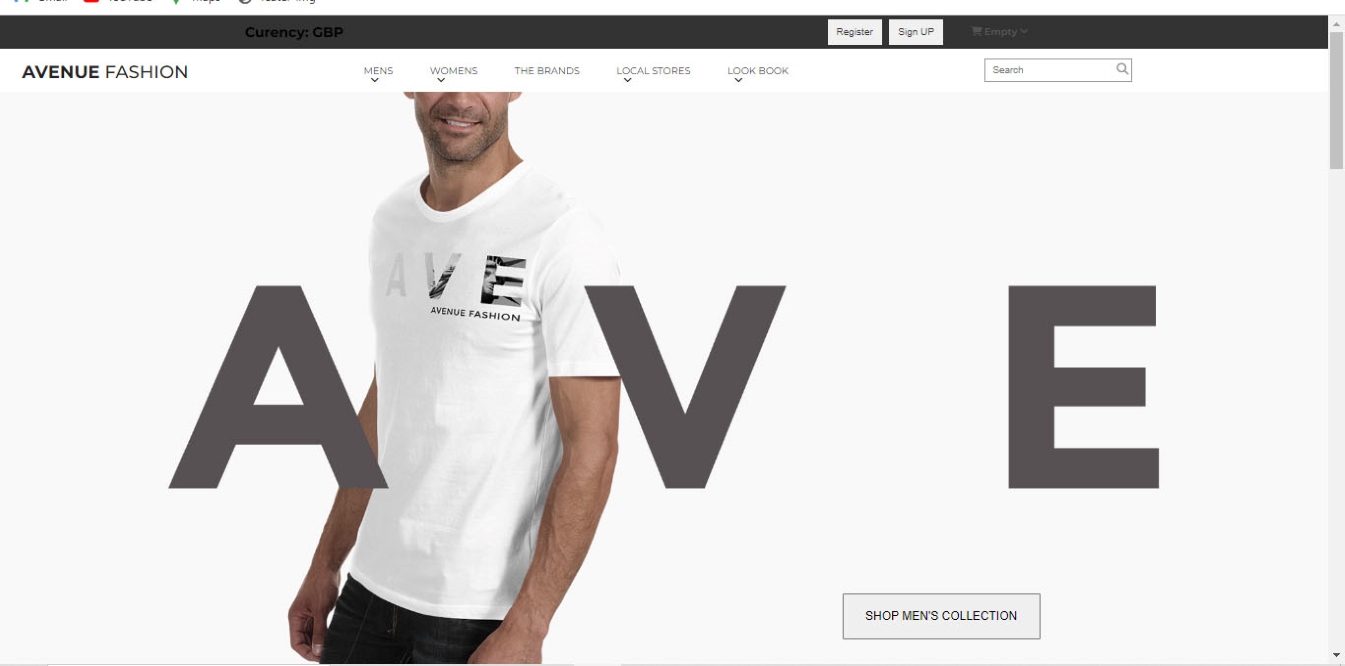 Curency: GBP
Register
Sign UP
Empty
AVENUE FASHION
MENS
WOMENS
THE BRANDS
LOCAL STORES
LOOK BOOK
Search
AVE
AVENUE FASHION
A V E
SHOP MEN'S COLLECTION